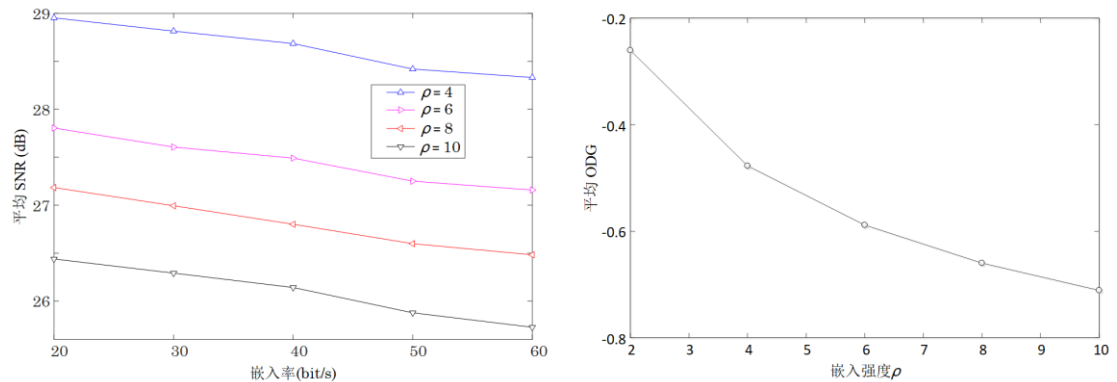 29
28
27
26
平均 SNR (dB)
ρ = 4
ρ = 6
ρ = 8
ρ = 10
20 30 40 50 60
嵌入率(bit/s)
-0.2
-0.4
-0.6
-0.8
平均 ODG
2 3 4 5 6 7 8 9 10
嵌入强度ρ